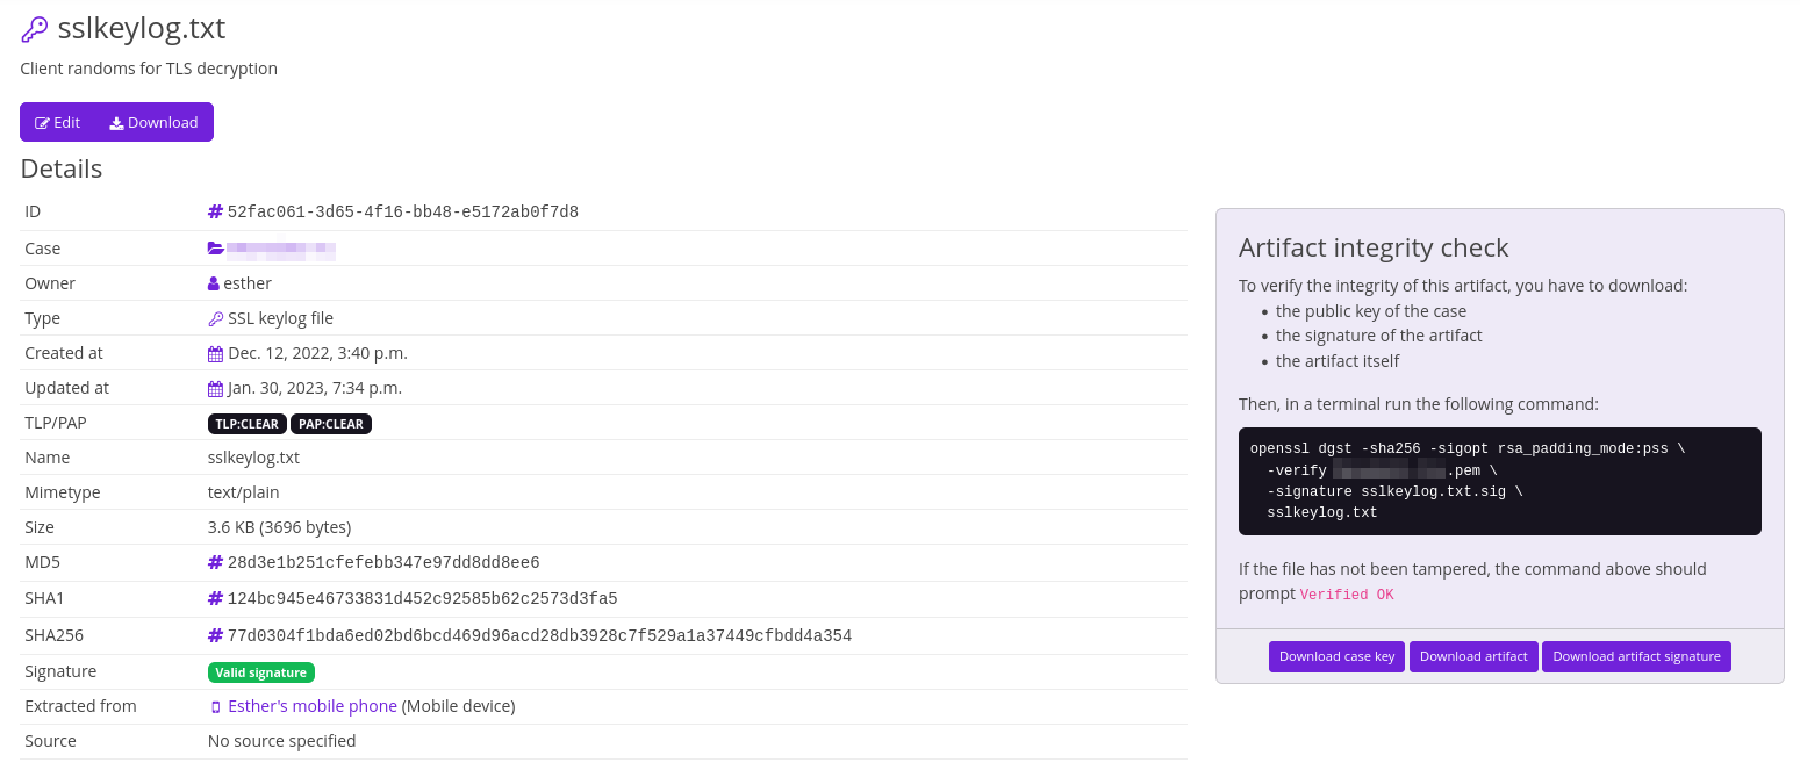 sslkeylog.txt
Client randoms for TLS decryption
Edit Download
Details
ID # 52fac061-3d65-4f16-bb48-e5172ab0f7d8
Case
Owner esther
Type SSL keylog file
Created at Dec. 12, 2022, 3:40 p.m.
Updated at Jan. 30, 2023, 7:34 p.m.
TLP/PAP TLP:CLEAR PAP:CLEAR
Name sslkeylog.txt
Mimetype text/plain
Size 3.6 KB (3696 bytes)
MD5 # 28d3e1b251cfefebb347e97dd8dd8ee6
SHA1 # 124bc945e46733831d452c92585b62c2573d3fa5
SHA256 # 77d0304f1bda6ed02bd6bcd469d96acd28db3928c7f529a1a37449cfbdd4a354
Signature Valid signature
Extracted from Esther's mobile phone (Mobile device)
Source No source specified
Artifact integrity check
To verify the integrity of this artifact, you have to download:
• the public key of the case
• the signature of the artifact
• the artifact itself
Then, in a terminal run the following command:
openssl dgst -sha256 -sigopt rsa_padding_mode:pss \
-verify .pem \
-signature sslkeylog.txt.sig \
sslkeylog.txt
If the file has not been tampered, the command above should
prompt Verified OK
Download case key Download artifact Download artifact signature